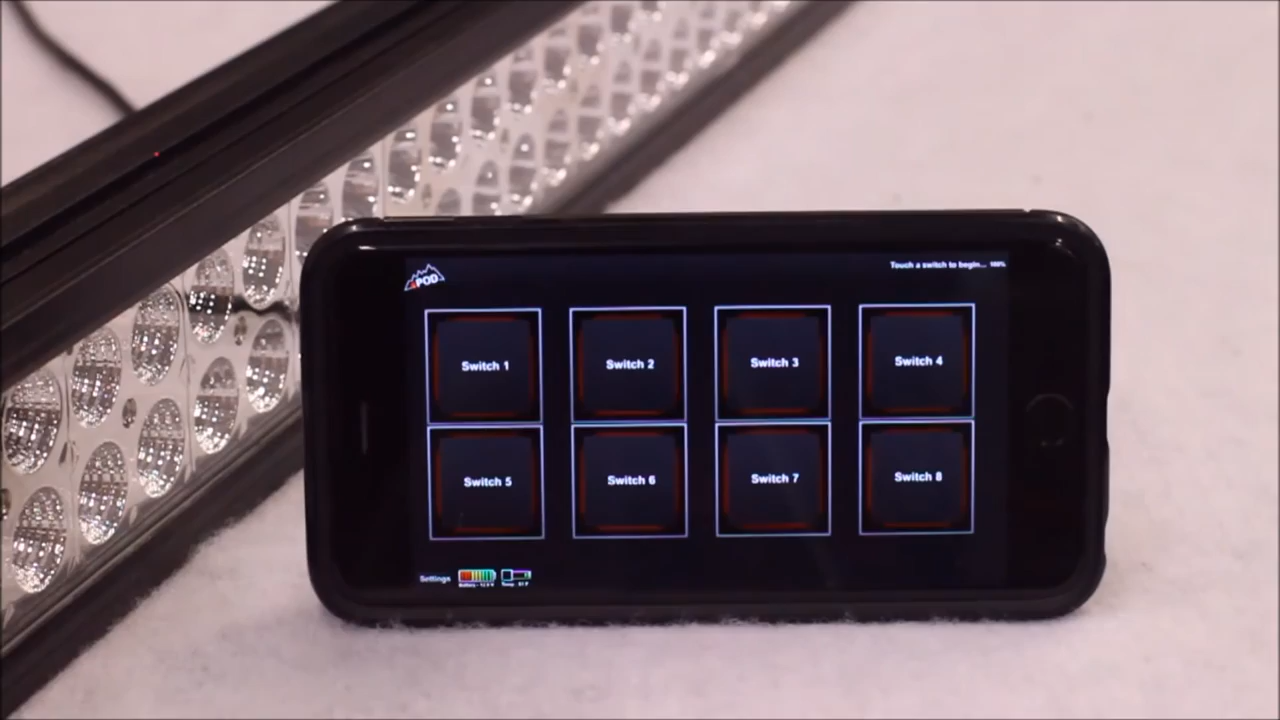 POD
Touch a switch to begin... 100%
Switch 1
Switch 2
Switch 3
Switch 4
Switch 5
Switch 6
Switch 7
Switch 8
Settings